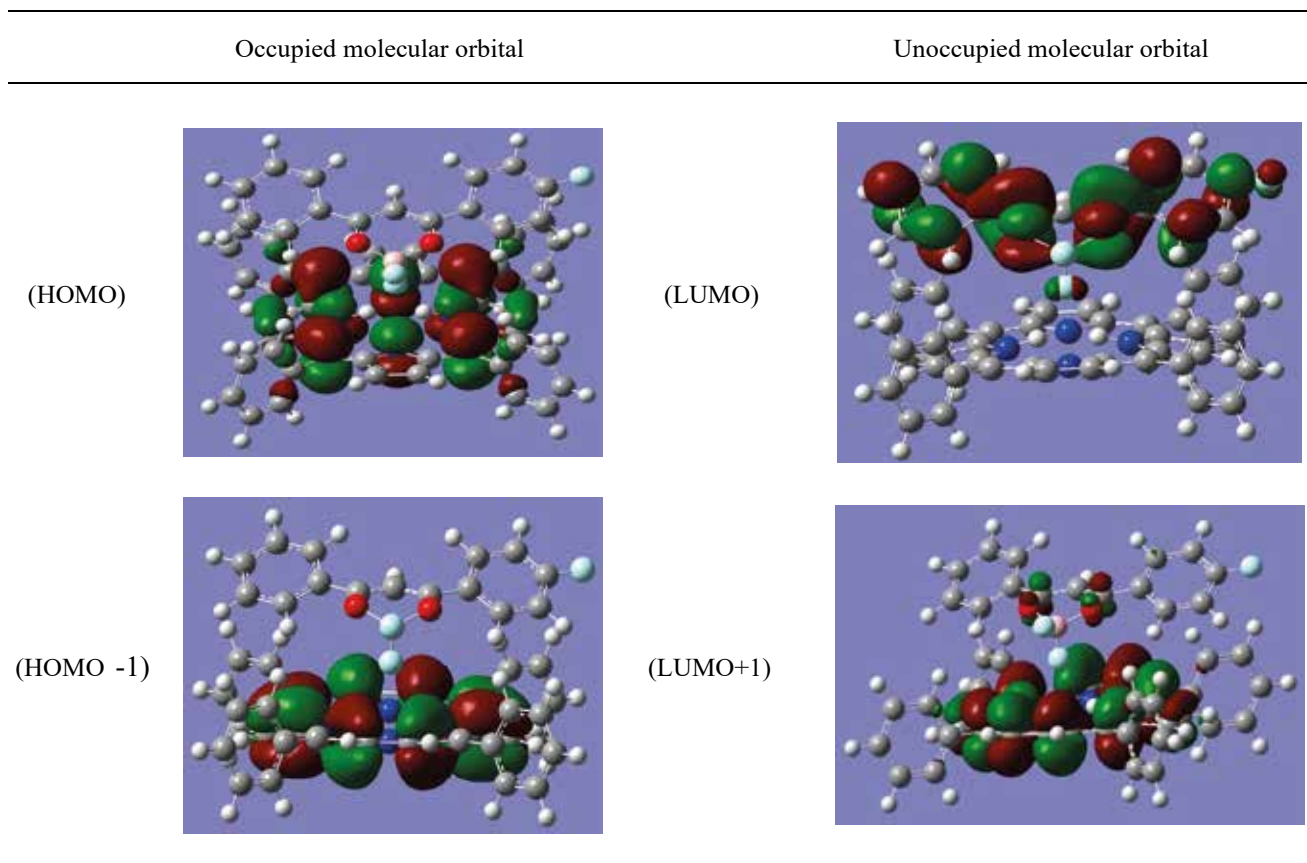 Occupied molecular orbital
Unoccupied molecular orbital
(HOMO)
(LUMO)
(HOMO -1)
(LUMO+1)